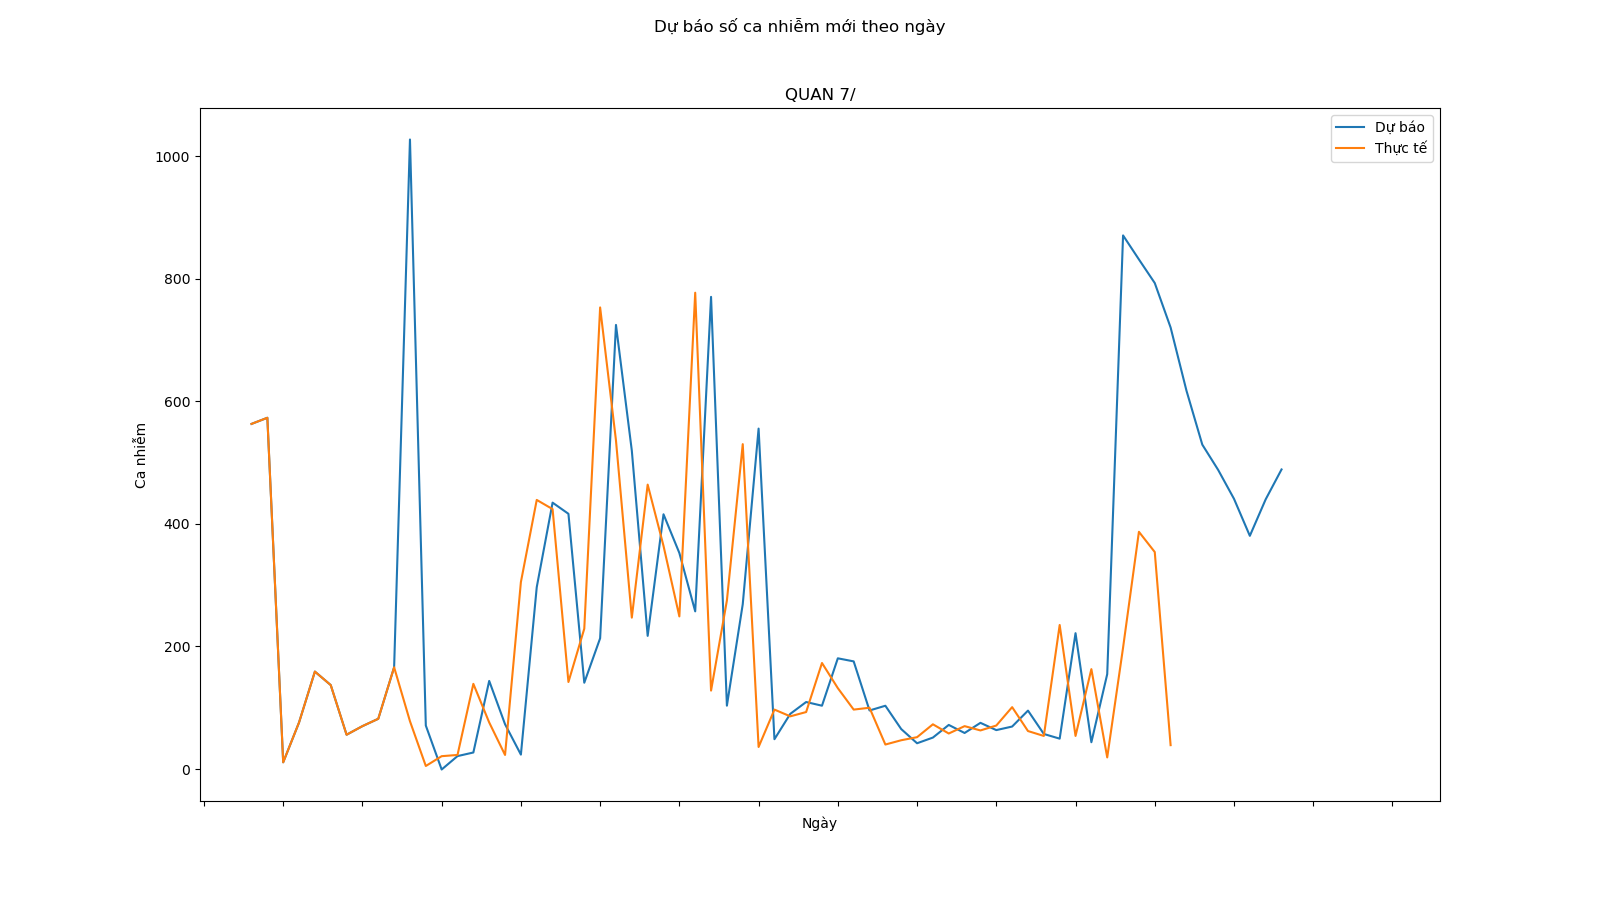 Dự báo số ca nhiễm mới theo ngày
QUAN 7/
Dự báo
Thực tế
1000
800
600
400
200
0
Ca nhiễm
Ngày